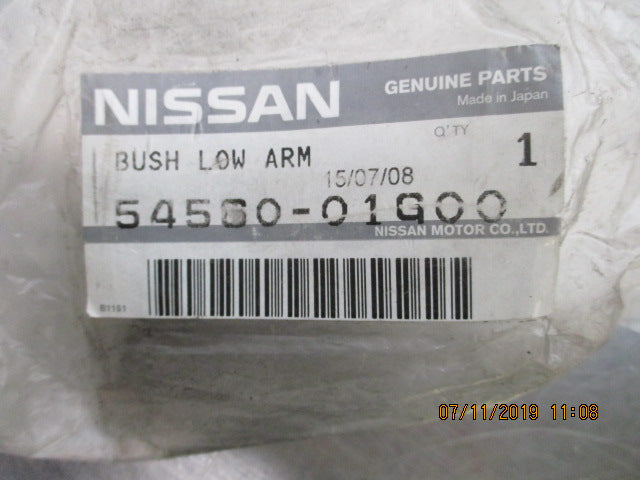 NISSAN
GENUINE PARTS
Made in Japan
Q'TY
BUSH LOW ARM
1
15/07/08
54560-01G00
NISSAN MOTOR CO.,LTD.
B1151
07/11/2019 11:08